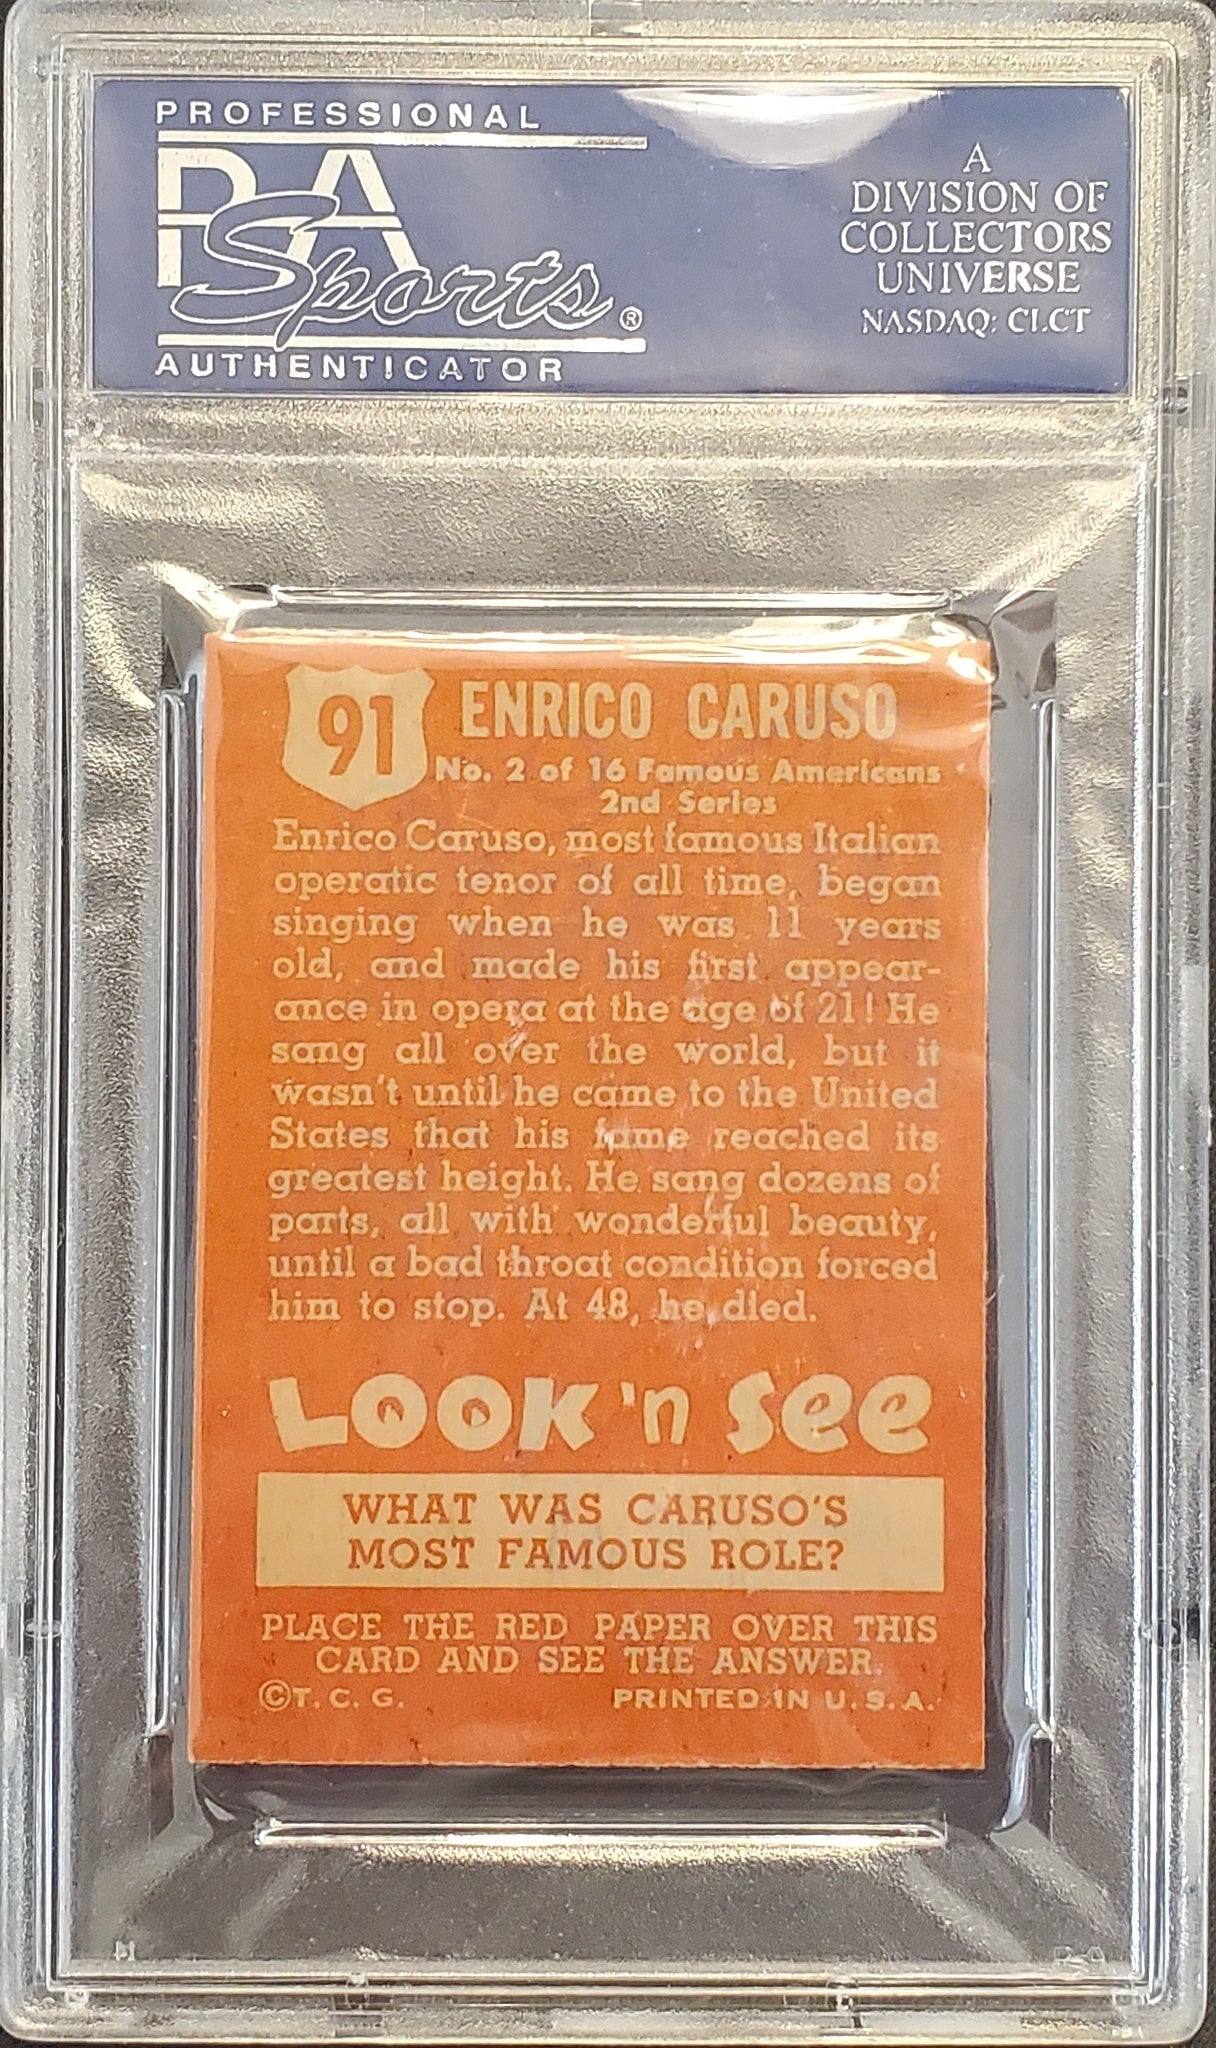 PROFESSIONAL
PSA
Sports®
AUTHENTICATOR
A
DIVISION OF
COLLECTORS
UNIVERSE
NASDAQ: CLCT
91
ENRICO CARUSO
No. 2 of 16 Famous Americans
2nd Series
Enrico Caruso, most famous Italian
operatic tenor of all time, began
singing when he was 11 years
old, and made his first appear-
ance in opera at the age of 21! He
sang all over the world, but it
wasn't until he came to the United
States that his fame reached its
greatest height. He sang dozens of
parts, all with wonderful beauty,
until a bad throat condition forced
him to stop. At 48, he died.
LOOK 'n See
WHAT WAS CARUSO'S
MOST FAMOUS ROLE?
PLACE THE RED PAPER OVER THIS
CARD AND SEE THE ANSWER
©T. C. G. PRINTED IN U. S. A.